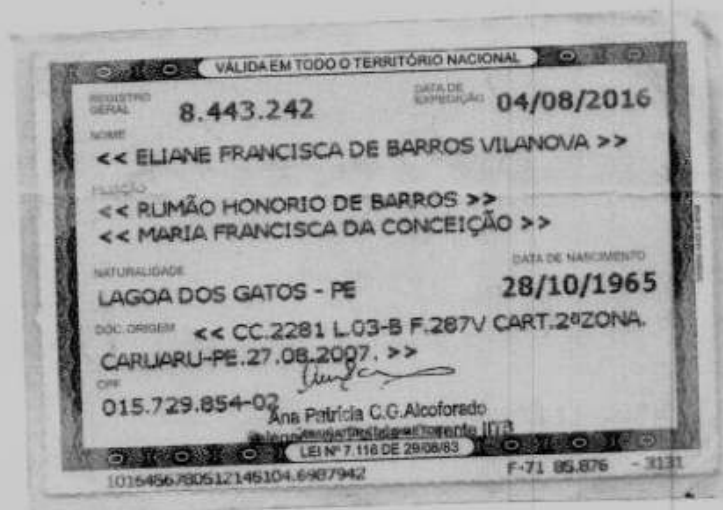 VÁLIDA EM TODO O TERRITÓRIO NACIONAL
REGISTRO GERAL 8.443.242 DATA DE EXPEDIÇÃO 04/08/2016
NOME
<< ELIANE FRANCISCA DE BARROS VILANOVA >>
FILIAÇÃO
<< RUMÃO HONORIO DE BARROS >>
<< MARIA FRANCISCA DA CONCEIÇÃO >>
NATURALIDADE DATA DE NASCIMENTO
LAGOA DOS GATOS - PE 28/10/1965
DOC. ORIGEM << CC.2281 L.03-B F.287V CART.2ªZONA.
CARUARU-PE.27.08.2007. >>
CPF
015.729.854-02
Ana Patrícia C.G.Alcoforado
LEI Nº 7.116 DE 29/08/83
F-71 85.876 - 3131